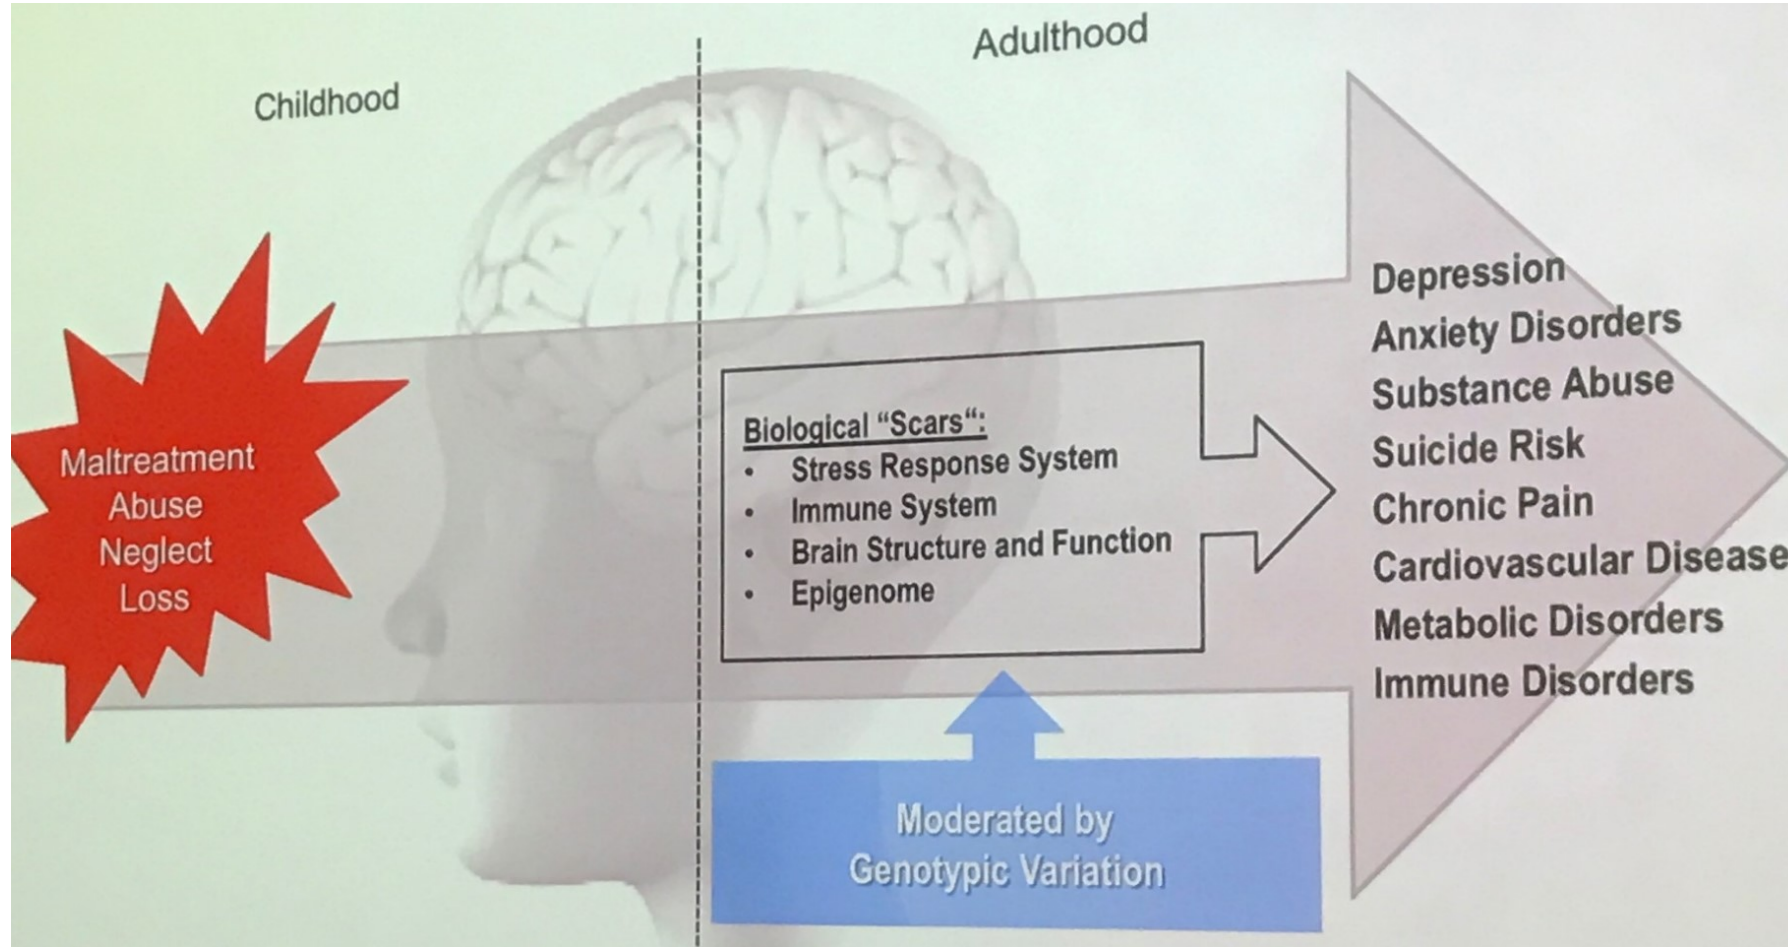 Childhood
Adulthood
Maltreatment
Abuse
Neglect
Loss
Biological “Scars“:
• Stress Response System
• Immune System
• Brain Structure and Function
• Epigenome
Depression
Anxiety Disorders
Substance Abuse
Suicide Risk
Chronic Pain
Cardiovascular Disease
Metabolic Disorders
Immune Disorders
Moderated by
Genotypic Variation